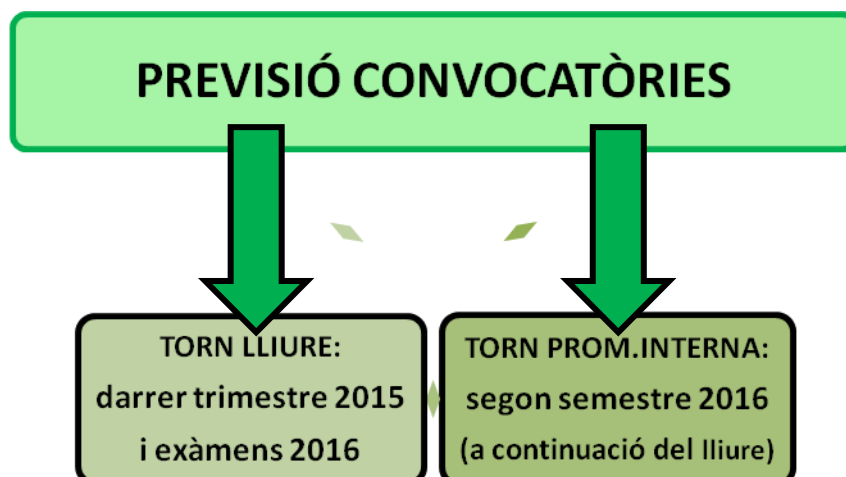 PREVISIÓ CONVOCATÒRIES
TORN LLIURE:
darrer trimestre 2015
i exàmens 2016
TORN PROM.INTERNA:
segon semestre 2016
(a continuació del lliure)